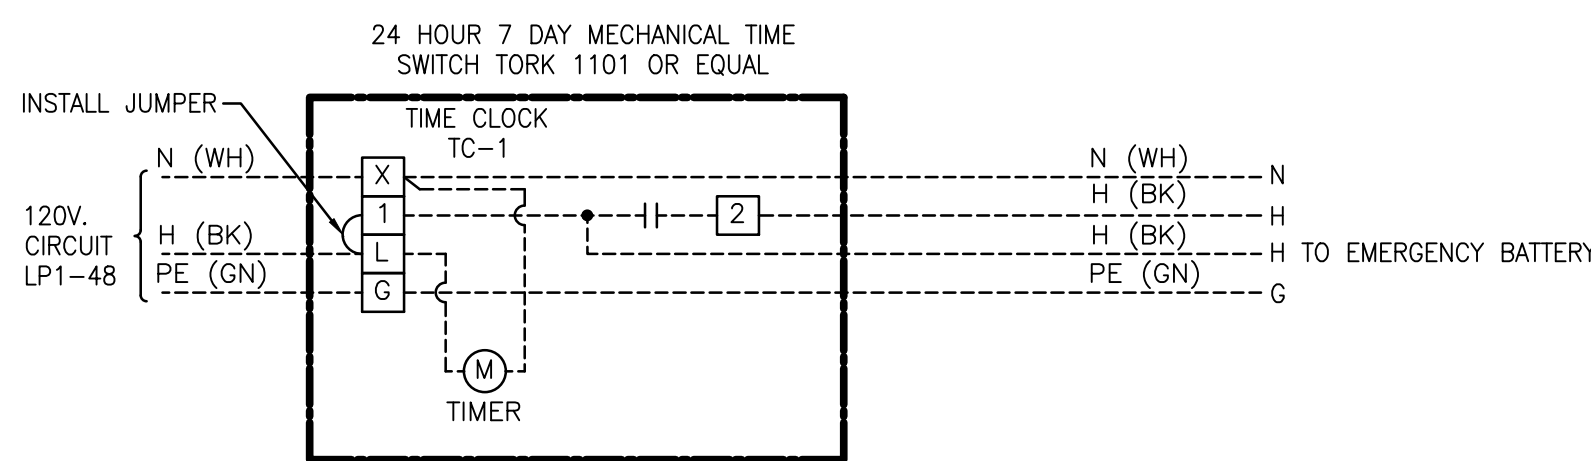 24 HOUR 7 DAY MECHANICAL TIME
SWITCH TORK 1101 OR EQUAL
INSTALL JUMPER
TIME CLOCK
TC-1
N (WH)
X
N (WH)
N
1
2
H (BK)
H
120V.
CIRCUIT
LP1-48
H (BK)
L
H (BK)
H TO EMERGENCY BATTERY
PE (GN)
G
PE (GN)
G
M
TIMER